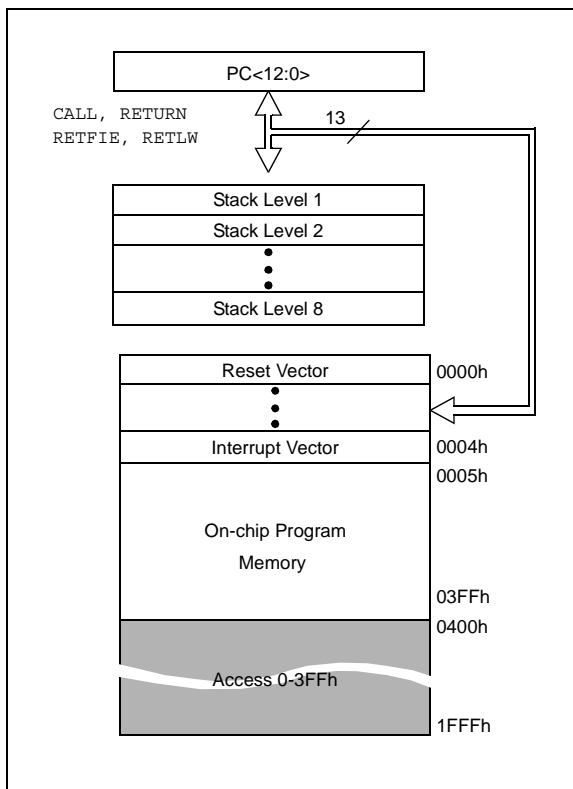 PC<12:0>
CALL, RETURN
RETFIE, RETLW
13
Stack Level 1
Stack Level 2
Stack Level 8
Reset Vector
0000h
Interrupt Vector
0004h
0005h
On-chip Program
Memory
03FFh
0400h
Access 0-3FFh
1FFFh